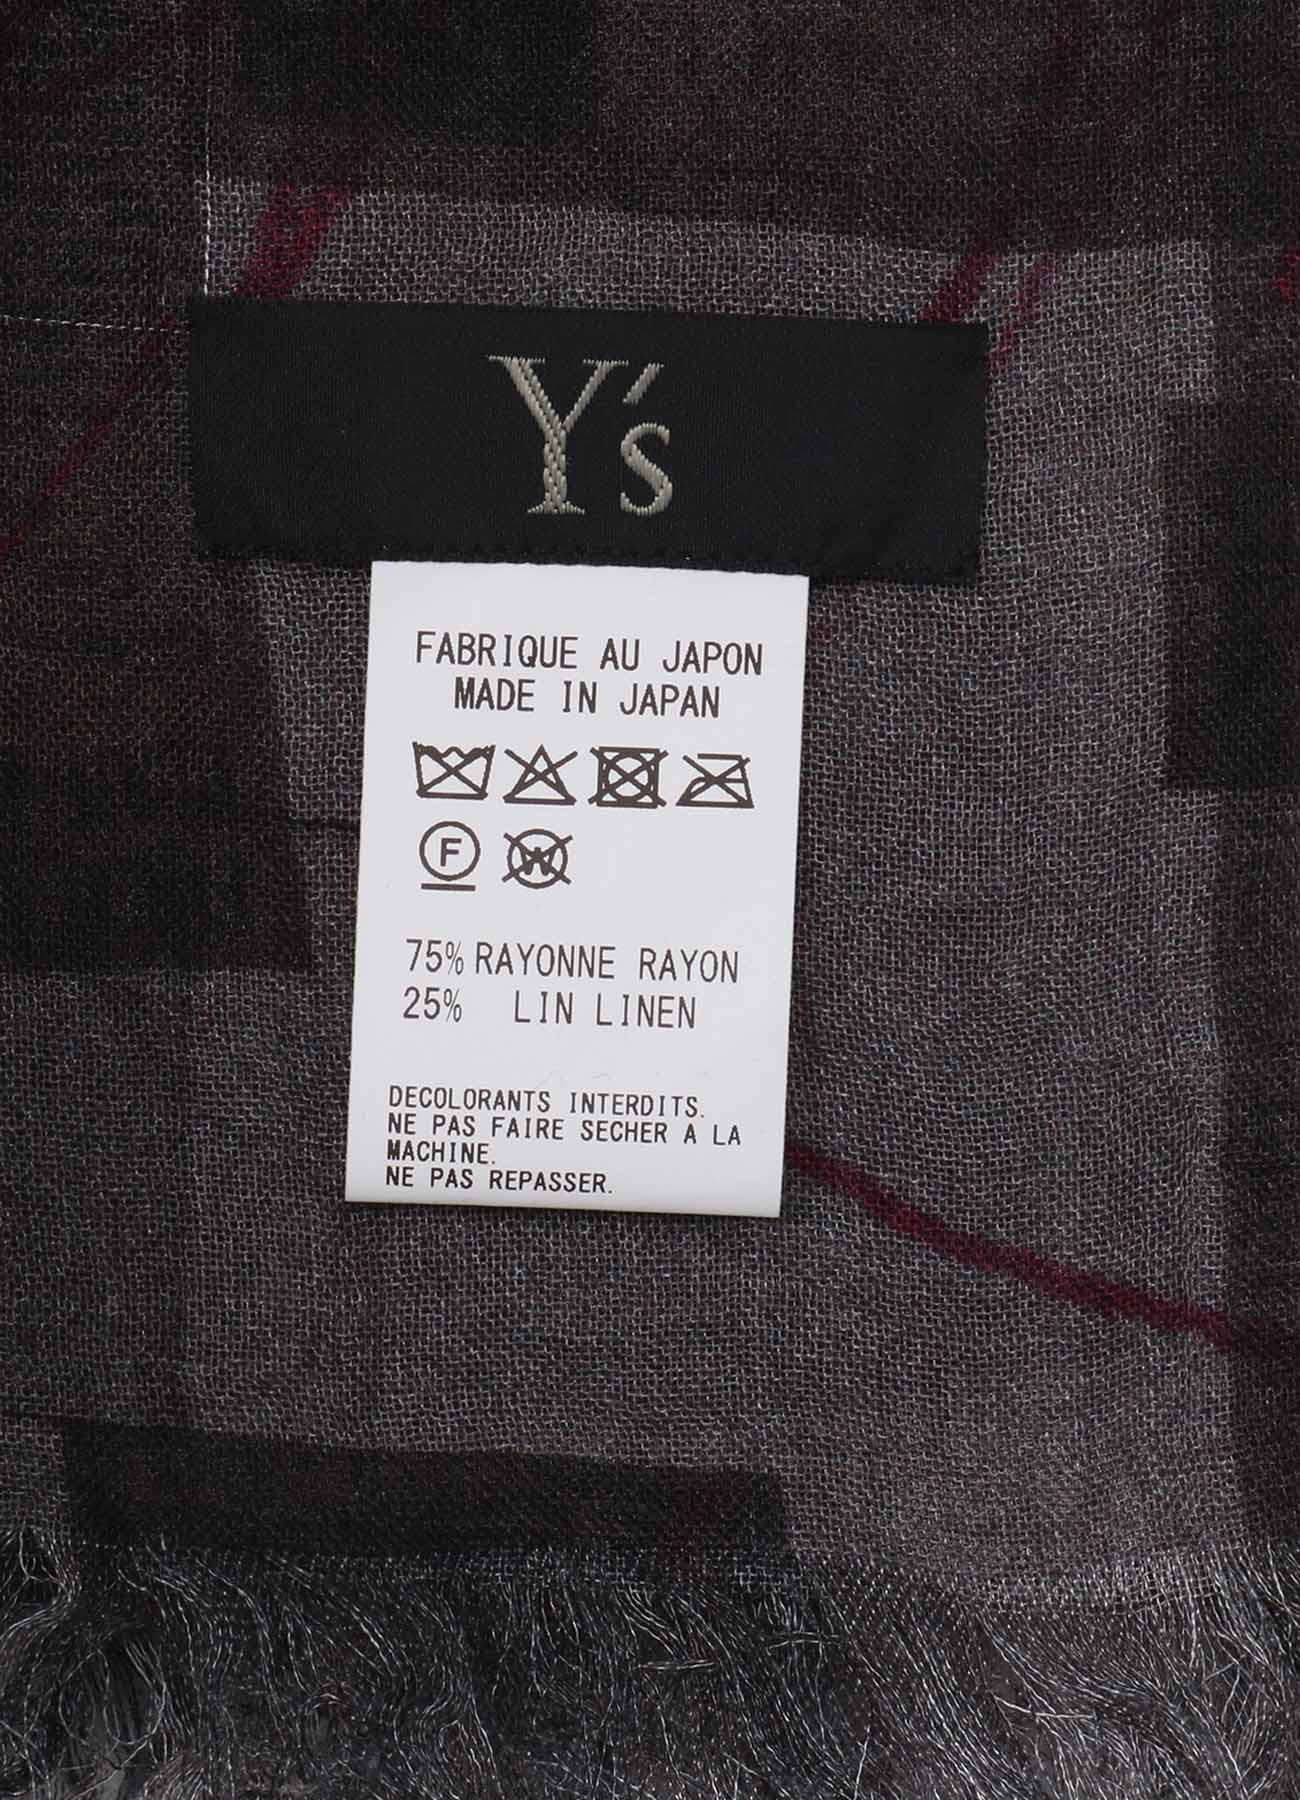 Y's
FABRIQUE AU JAPON
MADE IN JAPAN
F W
75% RAYONNE RAYON
25% LIN LINEN
DECOLORANTS INTERDITS.
NE PAS FAIRE SECHER A LA
MACHINE.
NE PAS REPASSER.